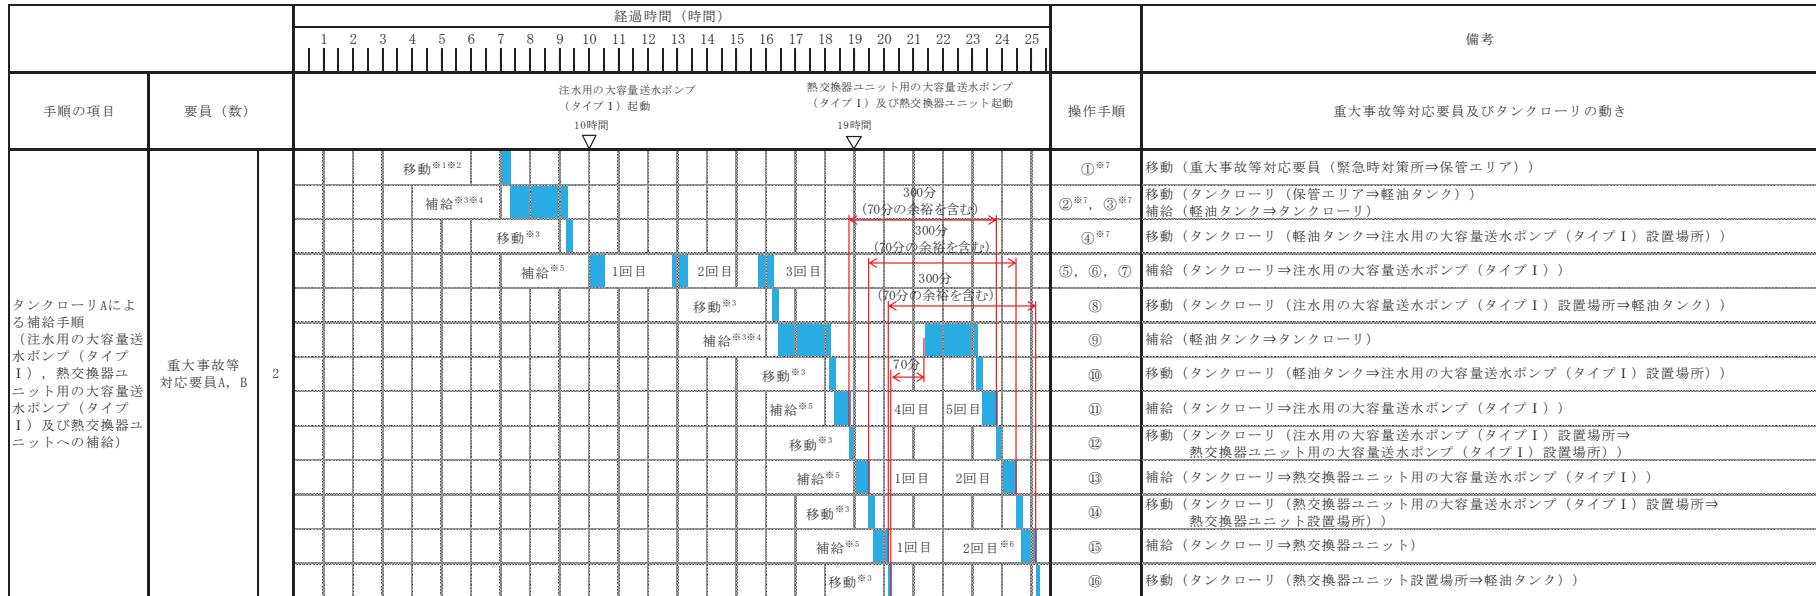 経過時間（時間）
備考
1 2 3 4 5 6 7 8 9 10 11 12 13 14 15 16 17 18 19 20 21 22 23 24 25
手順の項目
要員（数）
注水用の大容量送水ポンプ
（タイプⅠ）起動
10時間
熱交換器ユニット用の大容量送水ポンプ
（タイプⅠ）及び熱交換器ユニット起動
19時間
操作手順
重大事故等対応要員及びタンクローリの動き
タンクローリAによ
る補給手順
（注水用の大容量送
水ポンプ（タイプ
Ⅰ），熱交換器ユ
ニット用の大容量送
水ポンプ（タイプ
Ⅰ）及び熱交換器ユ
ニットへの補給）
重大事故等
対応要員A，B
2
移動※1※2
①※7
移動（重大事故等対応要員（緊急時対策所⇒保管エリア））
補給※3※4
300分
（70分の余裕を含む）
②※7，③※7
移動（タンクローリ（保管エリア⇒軽油タンク））
補給（軽油タンク⇒タンクローリ）
移動※3
300分
（70分の余裕を含む）
④※7
移動（タンクローリ（軽油タンク⇒注水用の大容量送水ポンプ（タイプⅠ）設置場所））
補給※5
1回目
2回目
3回目
⑤，⑥，⑦
補給（タンクローリ⇒注水用の大容量送水ポンプ（タイプⅠ））
300分
（70分の余裕を含む）
移動※3
⑧
移動（タンクローリ（注水用の大容量送水ポンプ（タイプⅠ）設置場所⇒軽油タンク））
補給※3※4
⑨
補給（軽油タンク⇒タンクローリ）
移動※3
70分
⑩
移動（タンクローリ（軽油タンク⇒注水用の大容量送水ポンプ（タイプⅠ）設置場所））
補給※5
4回目
5回目
⑪
補給（タンクローリ⇒注水用の大容量送水ポンプ（タイプⅠ））
移動※3
⑫
移動（タンクローリ（注水用の大容量送水ポンプ（タイプⅠ）設置場所⇒
熱交換器ユニット用の大容量送水ポンプ（タイプⅠ）設置場所））
補給※5
1回目
2回目
⑬
補給（タンクローリ⇒熱交換器ユニット用の大容量送水ポンプ（タイプⅠ））
移動※3
⑭
移動（タンクローリ（熱交換器ユニット用の大容量送水ポンプ（タイプⅠ）設置場所⇒
熱交換器ユニット設置場所））
補給※5
1回目
2回目※6
⑮
補給（タンクローリ⇒熱交換器ユニット）
移動※3
⑯
移動（タンクローリ（熱交換器ユニット設置場所⇒軽油タンク））